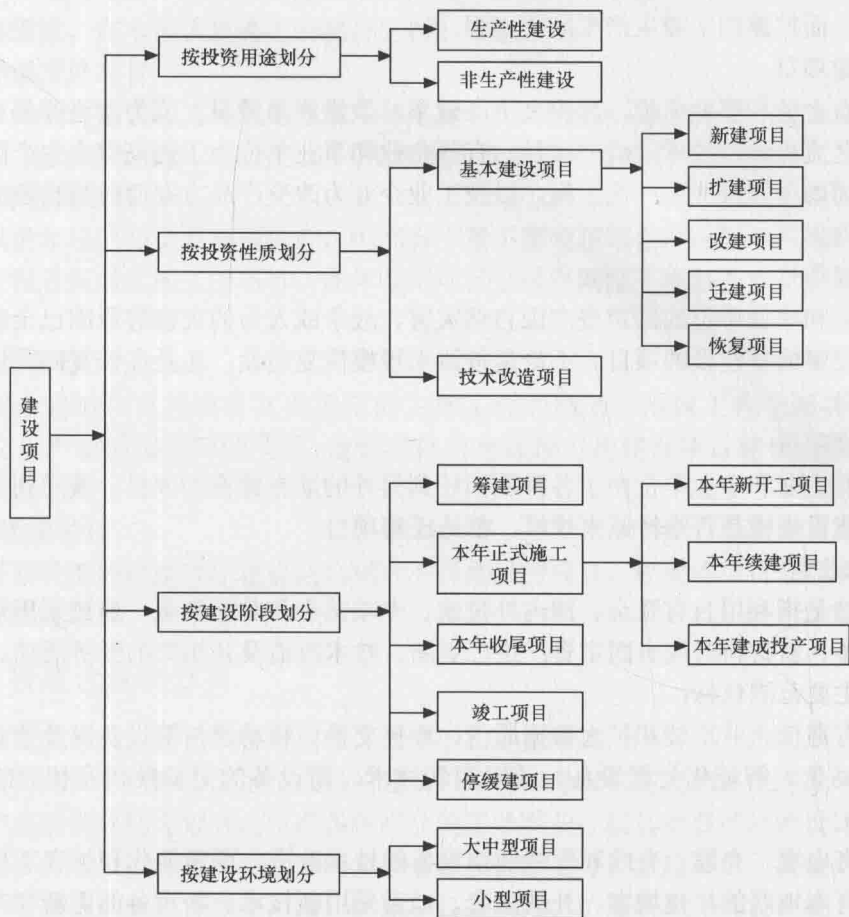 建设项目
按投资用途划分
生产性建设
非生产性建设
按投资性质划分
基本建设项目
新建项目
扩建项目
改建项目
迁建项目
恢复项目
技术改造项目
按建设阶段划分
筹建项目
本年正式施工
项目
本年新开工项目
本年续建项目
本年建成投产项目
本年收尾项目
竣工项目
停缓建项目
按建设环境划分
大中型项目
小型项目